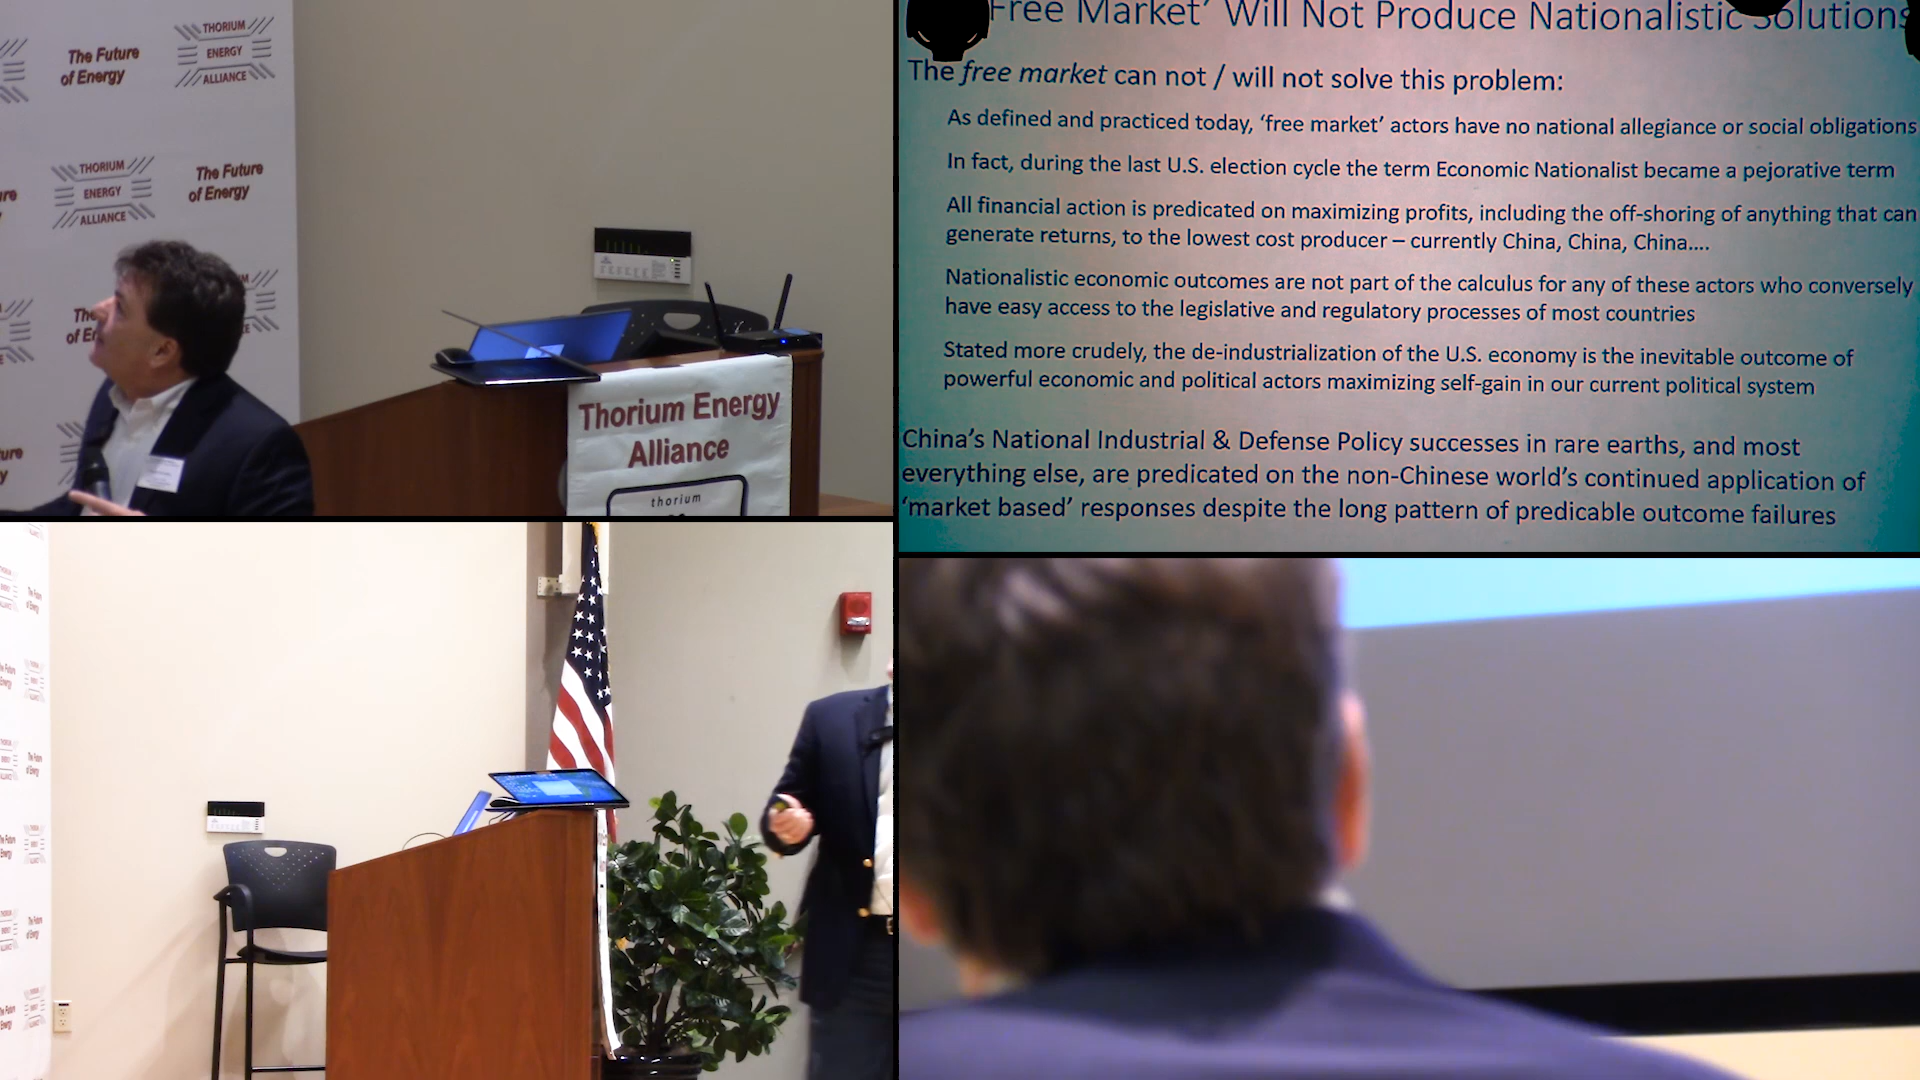 The Future
of Energy
THORIUM
ENERGY
ALLIANCE
THORIUM
ENERGY
ALLIANCE
The Future
of Energy
Thorium Energy
Alliance
thorium
Free Market’ Will Not Produce Nationalistic Solutions
The free market can not / will not solve this problem:
As defined and practiced today, ‘free market’ actors have no national allegiance or social obligations
In fact, during the last U.S. election cycle the term Economic Nationalist became a pejorative term
All financial action is predicated on maximizing profits, including the off-shoring of anything that can
generate returns, to the lowest cost producer – currently China, China, China....
Nationalistic economic outcomes are not part of the calculus for any of these actors who conversely
have easy access to the legislative and regulatory processes of most countries
Stated more crudely, the de-industrialization of the U.S. economy is the inevitable outcome of
powerful economic and political actors maximizing self-gain in our current political system
China’s National Industrial & Defense Policy successes in rare earths, and most
everything else, are predicated on the non-Chinese world’s continued application of
‘market based’ responses despite the long pattern of predicable outcome failures